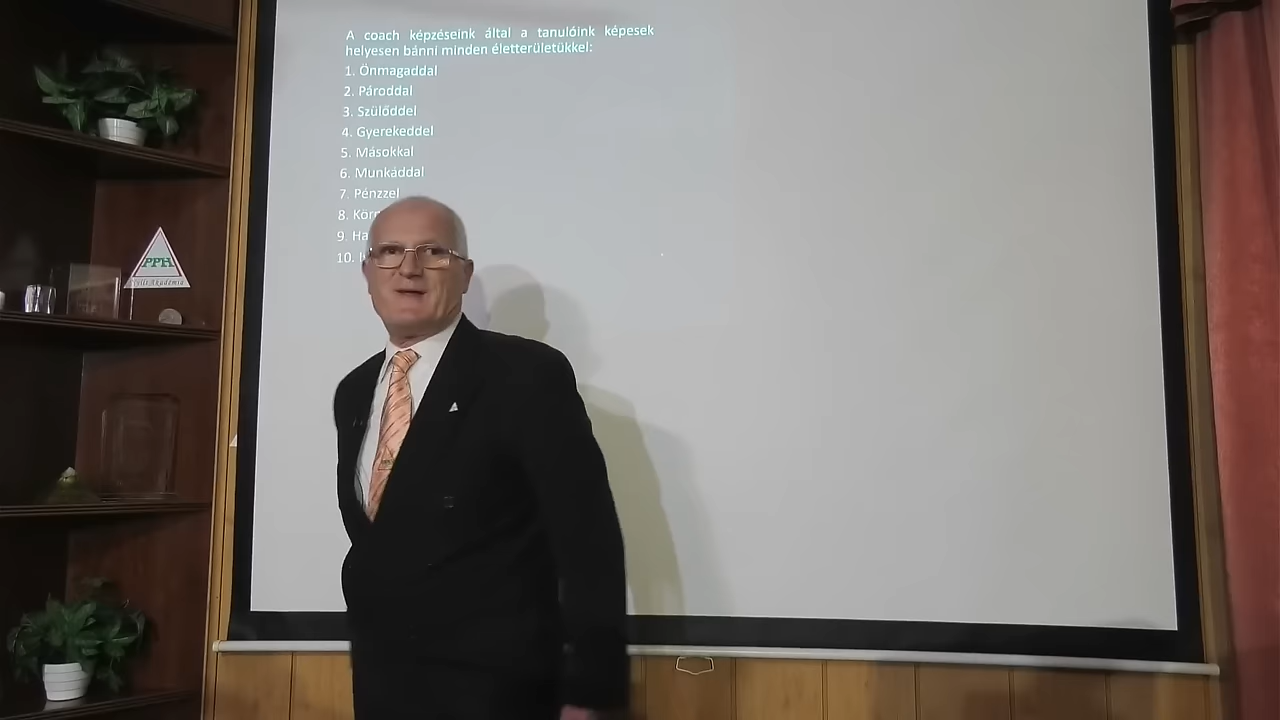 A coach képzéseink által a tanulóink képesek
helyesen bánni minden életterületükkel:
1. Önmagaddal
2. Pároddal
3. Szülőddel
4. Gyerekeddel
5. Másokkal
6. Munkáddal
7. Pénzzel
8.
9.
10.
PPH